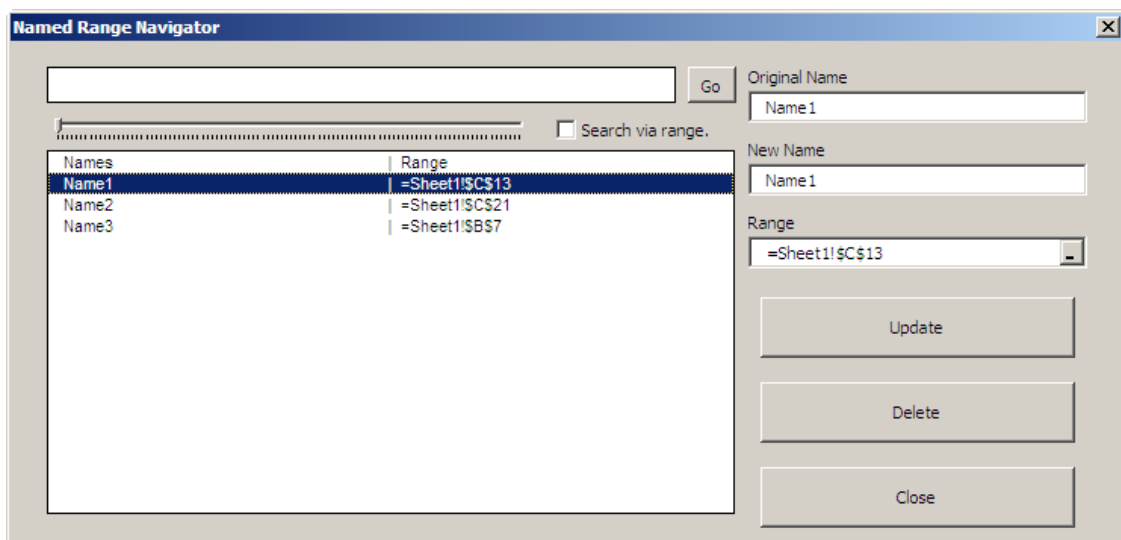 Named Range Navigator
Go
Search via range.
Names | Range
Name1 | =Sheet1!$C$13
Name2 | =Sheet1!$C$21
Name3 | =Sheet1!$B$7
Original Name
Name1
New Name
Name1
Range
=Sheet1!$C$13
Update
Delete
Close